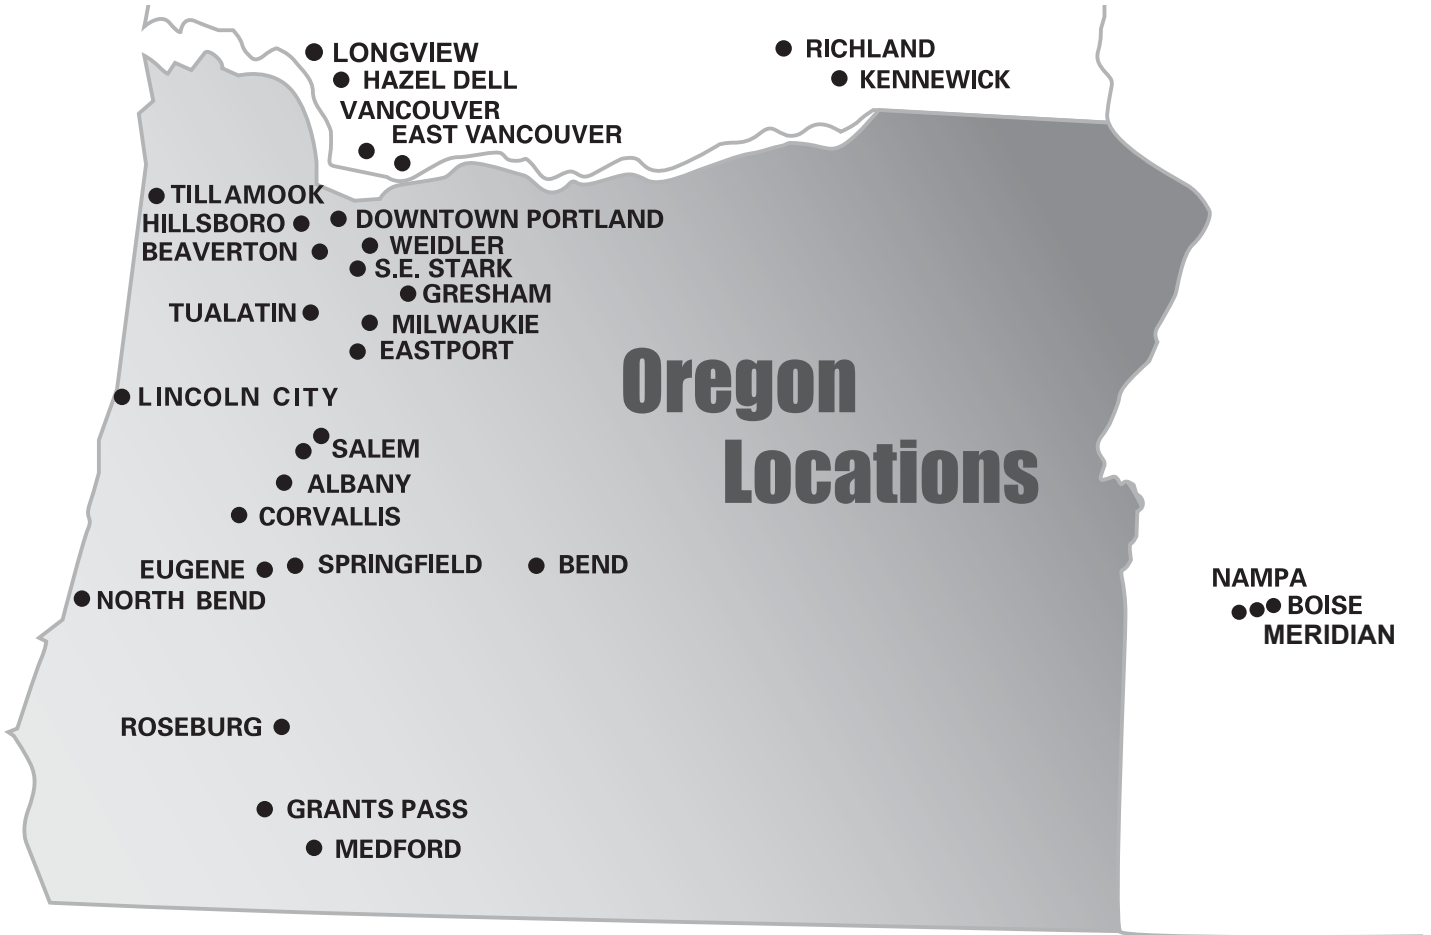 LONGVIEW
RICHLAND
HAZEL DELL
KENNEWICK
VANCOUVER
EAST VANCOUVER
TILLAMOOK
HILLSBORO
DOWNTOWN PORTLAND
BEAVERTON
WEIDLER
S.E. STARK
GRESHAM
TUALATIN
MILWAUKIE
EASTPORT
Oregon
Locations
LINCOLN CITY
SALEM
ALBANY
CORVALLIS
EUGENE
SPRINGFIELD
BEND
NORTH BEND
NAMPA
BOISE
MERIDIAN
ROSEBURG
GRANTS PASS
MEDFORD